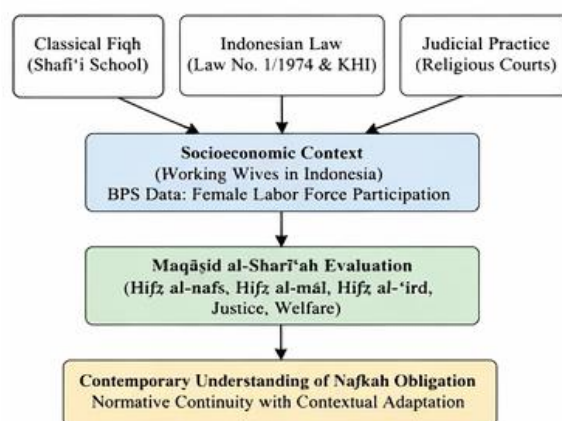 Classical Fiqh
(Shafi‘i School)
Indonesian Law
(Law No. 1/1974 & KHI)
Judicial Practice
(Religious Courts)
Socioeconomic Context
(Working Wives in Indonesia)
BPS Data: Female Labor Force Participation
Maqāṣid al-Sharī‘ah Evaluation
(Hifẓ al-nafs, Hifẓ al-mál, Hifẓ al-‘ird,
Justice, Welfare)
Contemporary Understanding of Nafkah Obligation
Normative Continuity with Contextual Adaptation